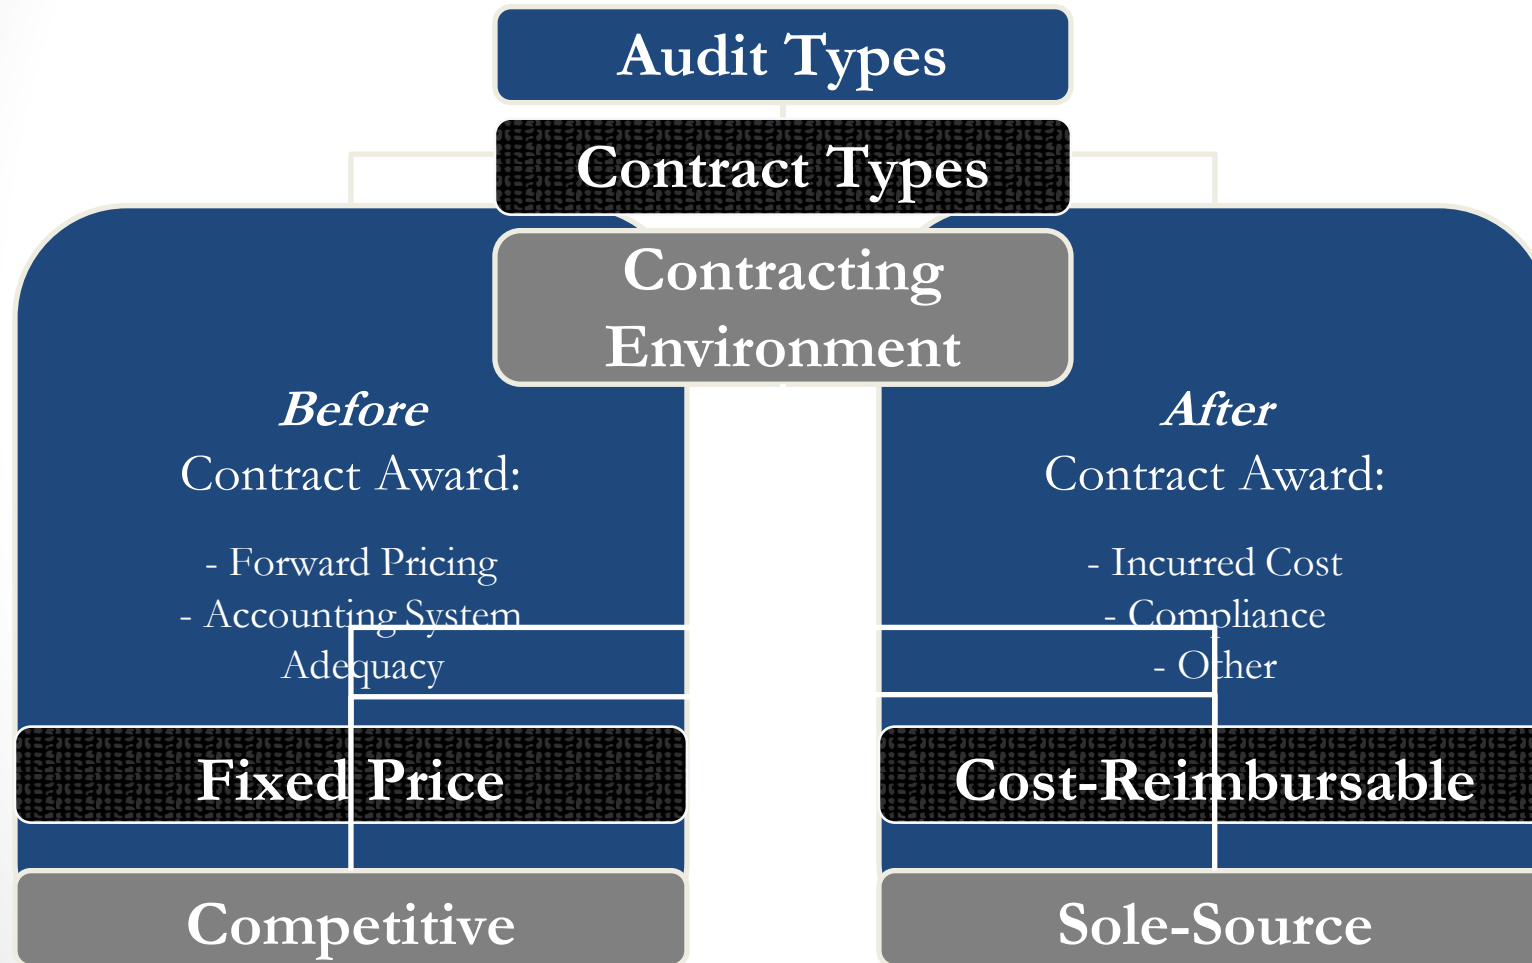 Audit Types
Contract Types
Contracting
Environment
Before
Contract Award:
- Forward Pricing
- Accounting System
Adequacy
After
Contract Award:
- Incurred Cost
- Compliance
- Other
Fixed Price
Cost-Reimbursable
Competitive
Sole-Source